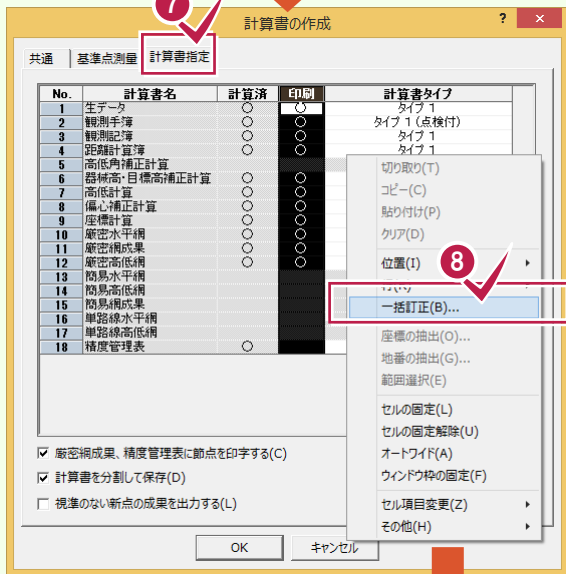 7
計算書の作成
? ×
共通 基準点測量 計算書指定
No. 計算書名 計算済 印刷 計算書タイプ
1 生データ ○ ○ タイプ 1
2 観測手簿 ○ ○ タイプ 1 (点検付)
3 観測記簿 ○ ○ タイプ 1
4 距離計算簿 ○ ○ タイプ 1
5 高低角補正計算
6 器械高・目標高補正計算 ○ ○
7 高低計算 ○ ○
8 偏心補正計算 ○ ○
9 座標計算 ○ ○
10 厳密水平網 ○ ○
11 厳密網成果 ○ ○
12 厳密高低網 ○ ○
13 簡易水平網
14 簡易高低網
15 簡易網成果
16 単路線水平網
17 単路線高低網
18 精度管理表 ○
切り取り(T)
コピー(C)
貼り付け(P)
クリア(D)
位置(I)
8
一括訂正(B)...
座標の抽出(O)...
地番の抽出(G)...
範囲選択(E)
セルの固定(L)
セルの固定解除(U)
オートワイド(A)
ウィンドウ枠の固定(F)
セル項目変更(Z)
その他(H)
厳密網成果、精度管理表に節点を印字する(C)
計算書を分割して保存(D)
視準のない新点の成果を出力する(L)
OK キャンセル